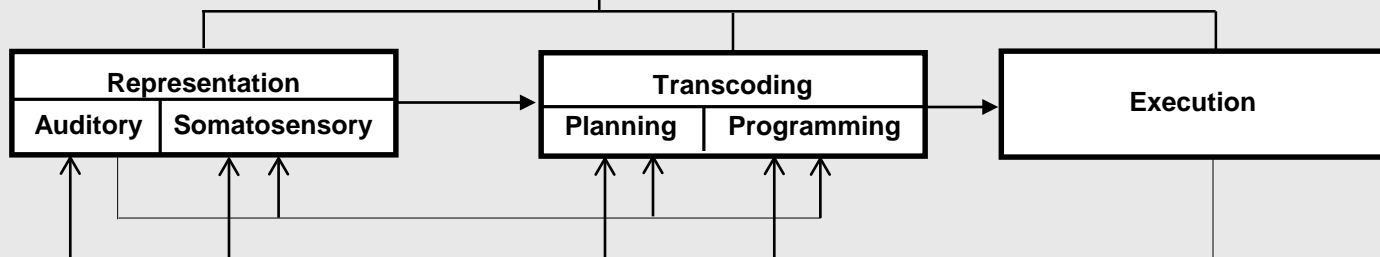 Representation
Auditory Somatosensory
Transcoding
Planning Programming
Execution